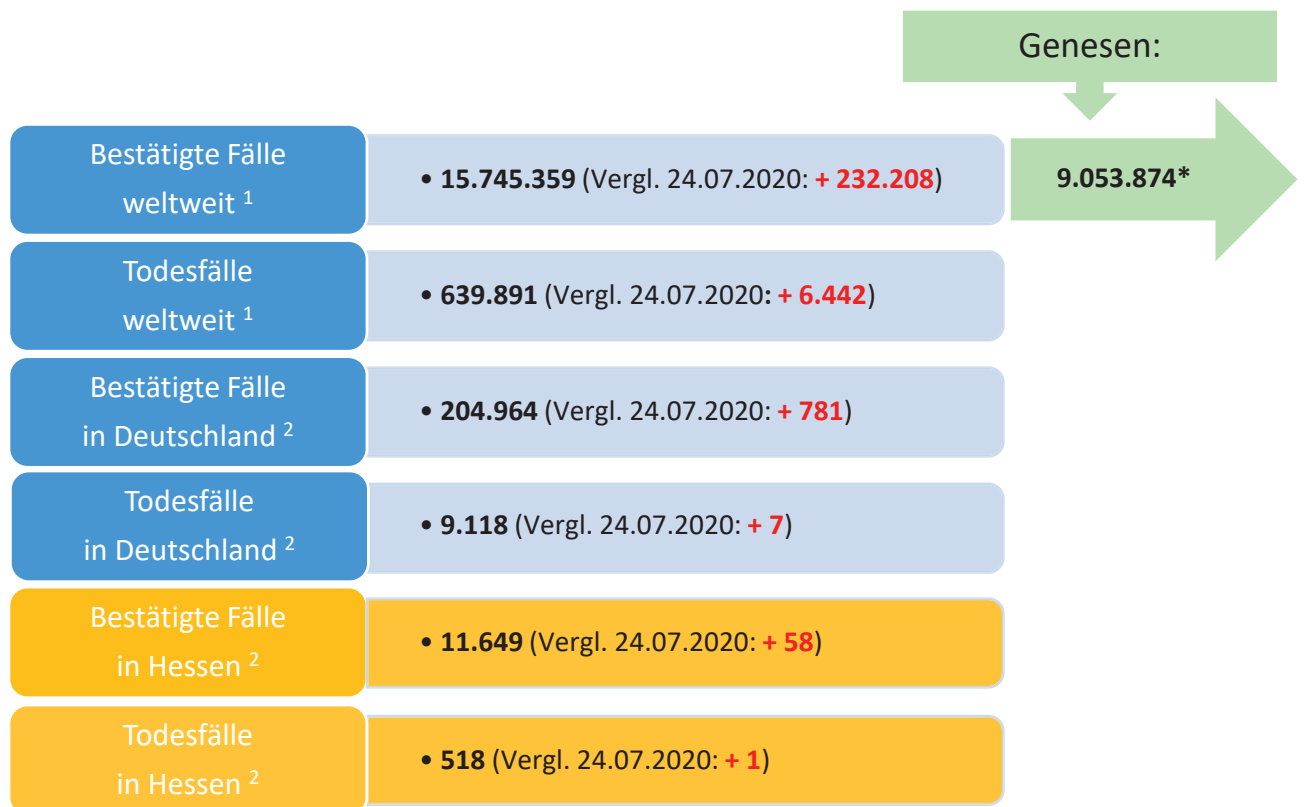 Genesen:
Bestätigte Fälle
weltweit ¹
• 15.745.359 (Vergl. 24.07.2020: + 232.208)
9.053.874*
Todesfälle
weltweit ¹
• 639.891 (Vergl. 24.07.2020: + 6.442)
Bestätigte Fälle
in Deutschland ²
• 204.964 (Vergl. 24.07.2020: + 781)
Todesfälle
in Deutschland ²
• 9.118 (Vergl. 24.07.2020: + 7)
Bestätigte Fälle
in Hessen ²
• 11.649 (Vergl. 24.07.2020: + 58)
Todesfälle
in Hessen ²
• 518 (Vergl. 24.07.2020: + 1)